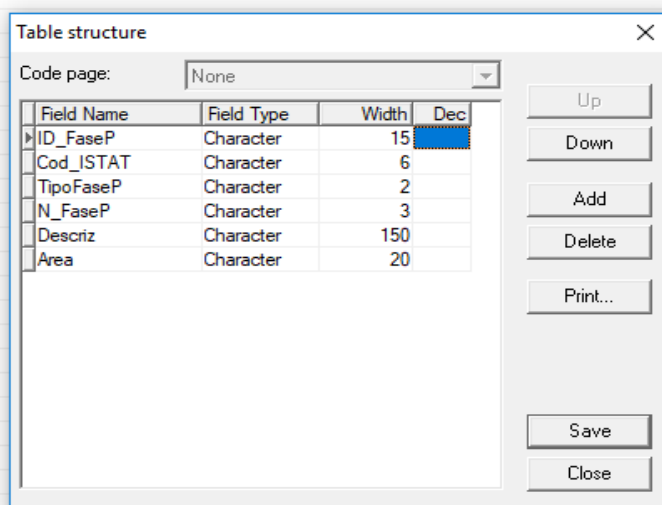 Table structure
Code page: None
Field Name Field Type Width Dec
ID_FaseP Character 15
Cod_ISTAT Character 6
TipoFaseP Character 2
N_FaseP Character 3
Descriz Character 150
Area Character 20
Up
Down
Add
Delete
Print...
Save
Close